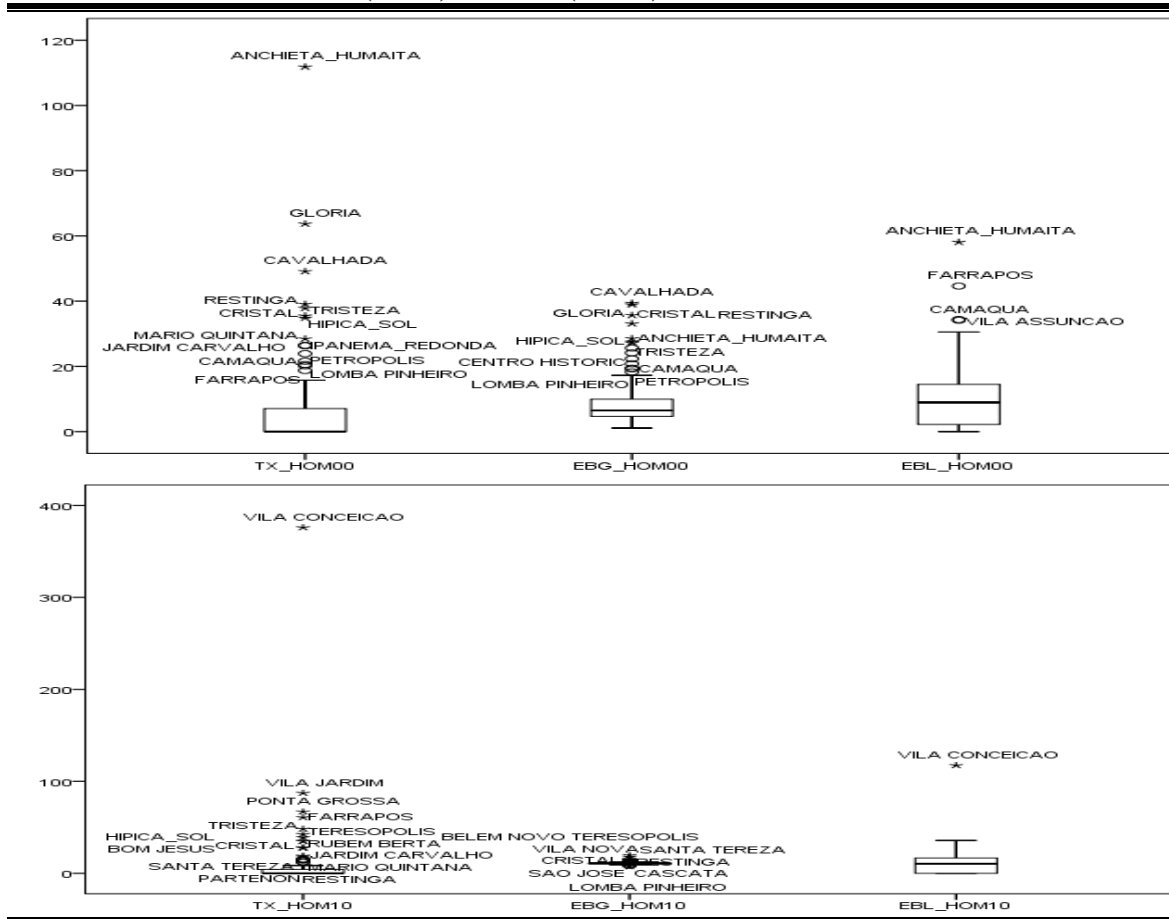 120
100
80
60
40
20
0
ANCHIETA_HUMAITA
GLORIA
CAVALHADA
RESTINGA
TRISTEZA
CRISTAL
HIPICA_SOL
MARIO QUINTANA
JARDIM CARVALHO
IPANEMA_REDONDA
CAMAQUA
PETROPOLIS
LOMBA PINHEIRO
FARRAPOS
CAVALHADA
GLORIA
CRISTAL
RESTINGA
HIPICA_SOL
ANCHIETA_HUMAITA
TRISTEZA
CENTRO HISTORIC
CAMAQUA
LOMBA PINHEIRO
PETROPOLIS
ANCHIETA_HUMAITA
FARRAPOS
CAMAQUA
VILA ASSUNCAO
TX_HOM00 EBG_HOM00 EBL_HOM00
400
300
200
100
0
VILA CONCEICAO
VILA JARDIM
PONTA GROSSA
FARRAPOS
TRISTEZA
TERESOPOLIS
HIPICA_SOL
CRISTAL
RUBEM BERTA
BOM JESUS
JARDIM CARVALHO
SANTA TEREZA
MARIO QUINTANA
PARTENON
RESTINGA
BELEM NOVO TERESOPOLIS
VILA NOVA
SANTA TEREZA
CRISTAL
RESTINGA
SAO JOSE CASCATA
LOMBA PINHEIRO
VILA CONCEICAO
TX_HOM10 EBG_HOM10 EBL_HOM10